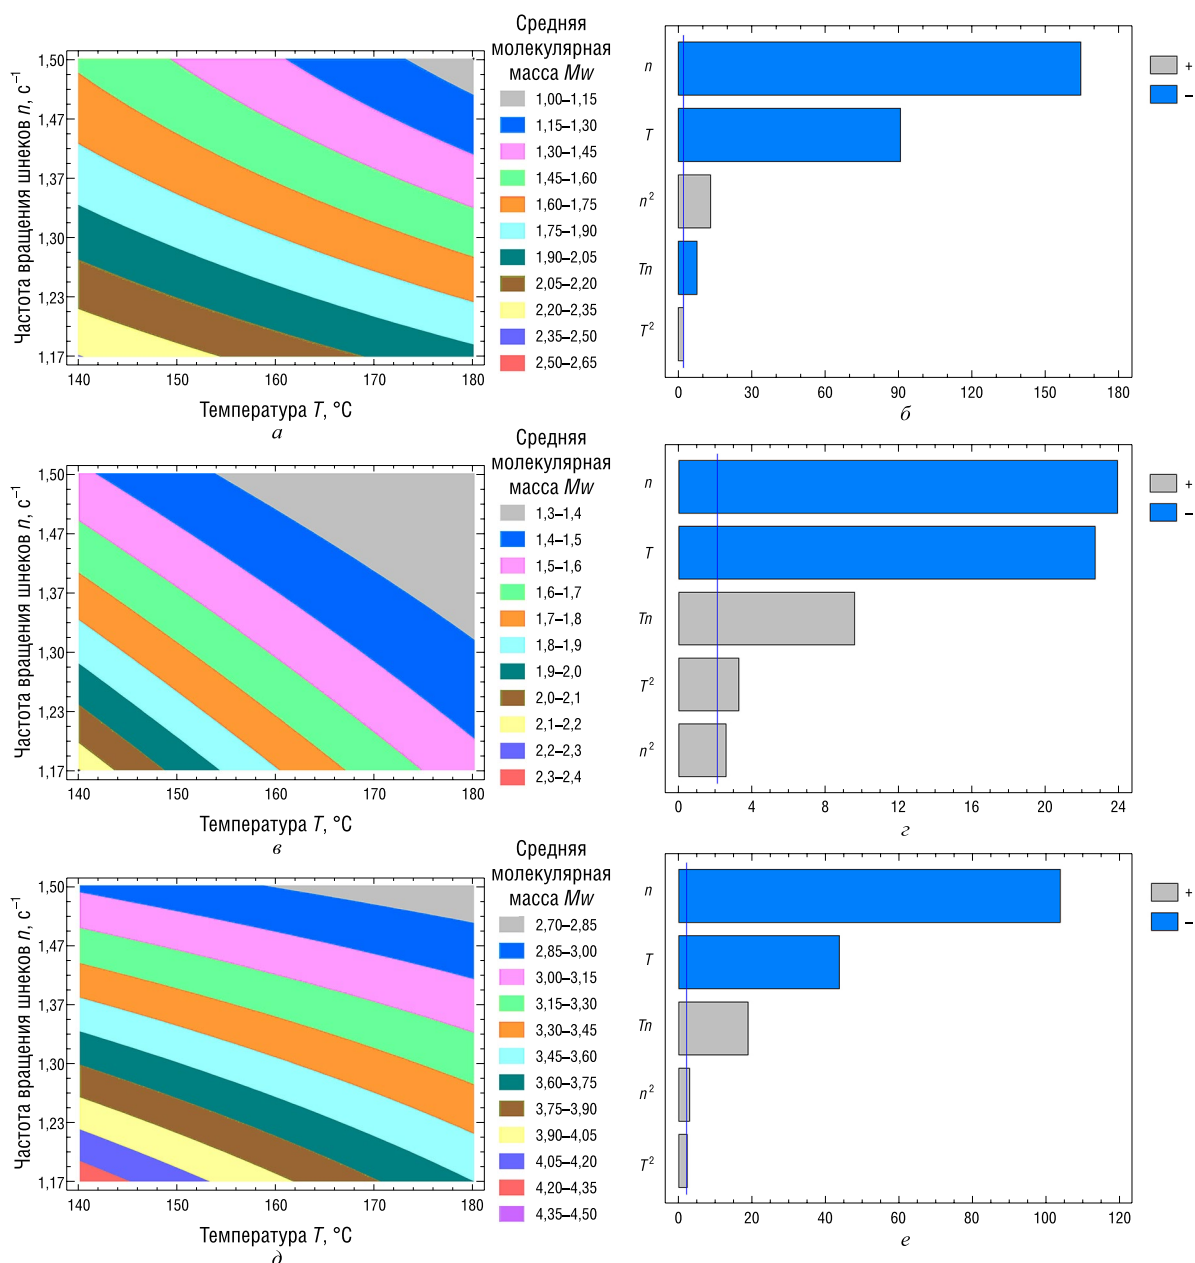 Средняя
молекулярная
масса Mw
1,00–1,15
1,15–1,30
1,30–1,45
1,45–1,60
1,60–1,75
1,75–1,90
1,90–2,05
2,05–2,20
2,20–2,35
2,35–2,50
2,50–2,65
Частота вращения шнеков n, с⁻¹
1,50
1,47
1,37
1,30
1,23
1,17
140 150 160 170 180
Температура T, °C
а
n
T
n²
Tn
T²
0 30 60 90 120 150 180
б
+
–
Средняя
молекулярная
масса Mw
1,3–1,4
1,4–1,5
1,5–1,6
1,6–1,7
1,7–1,8
1,8–1,9
1,9–2,0
2,0–2,1
2,1–2,2
2,2–2,3
2,3–2,4
Частота вращения шнеков n, с⁻¹
1,50
1,47
1,37
1,30
1,23
1,17
140 150 160 170 180
Температура T, °C
в
n
T
Tn
T²
n²
0 4 8 12 16 20 24
г
+
–
Средняя
молекулярная
масса Mw
2,70–2,85
2,85–3,00
3,00–3,15
3,15–3,30
3,30–3,45
3,45–3,60
3,60–3,75
3,75–3,90
3,90–4,05
4,05–4,20
4,20–4,35
4,35–4,50
Частота вращения шнеков n, с⁻¹
1,50
1,47
1,37
1,30
1,23
1,17
140 150 160 170 180
Температура T, °C
д
n
T
Tn
n²
T²
0 20 40 60 80 100 120
е
+
–